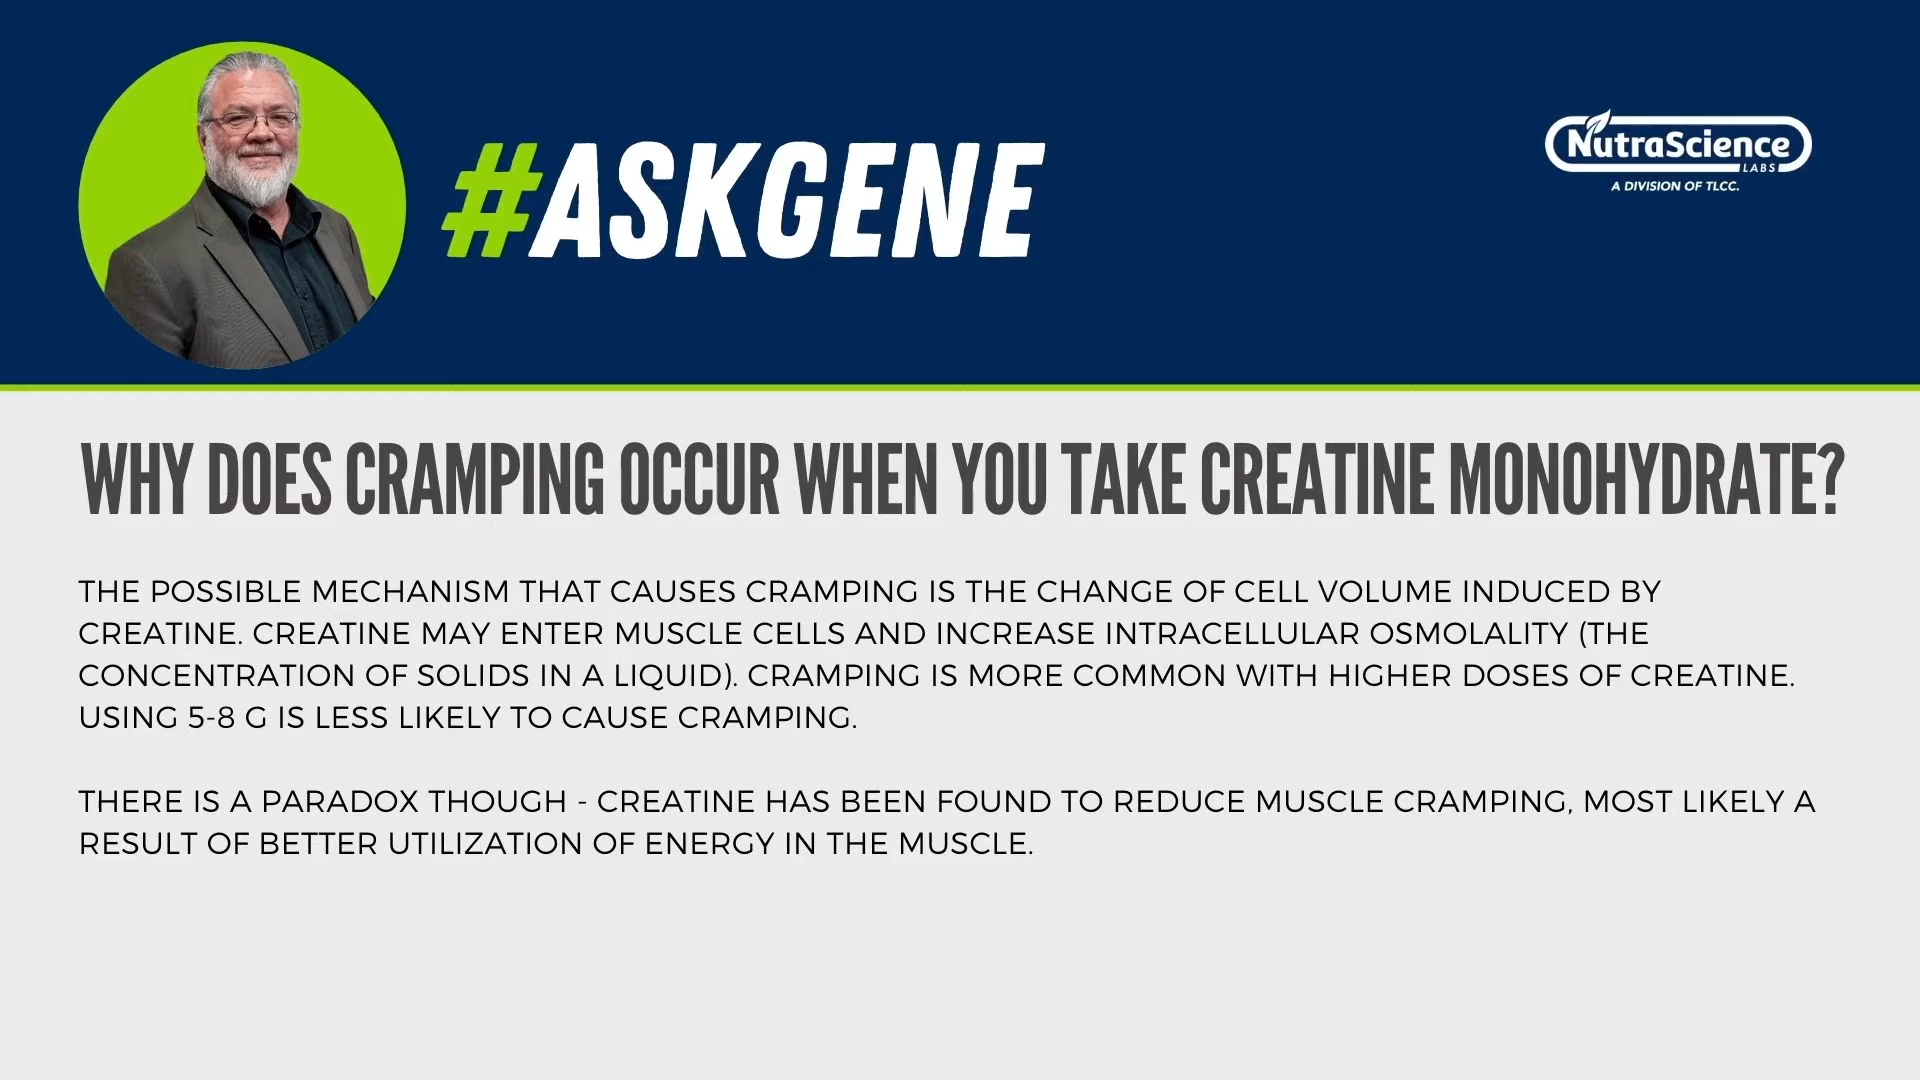 #ASKGENE
NutraScience
LABS
A DIVISION OF TLCC.
WHY DOES CRAMPING OCCUR WHEN YOU TAKE CREATINE MONOHYDRATE?
THE POSSIBLE MECHANISM THAT CAUSES CRAMPING IS THE CHANGE OF CELL VOLUME INDUCED BY
CREATINE. CREATINE MAY ENTER MUSCLE CELLS AND INCREASE INTRACELLULAR OSMOLALITY (THE
CONCENTRATION OF SOLIDS IN A LIQUID). CRAMPING IS MORE COMMON WITH HIGHER DOSES OF CREATINE.
USING 5-8 G IS LESS LIKELY TO CAUSE CRAMPING.
THERE IS A PARADOX THOUGH - CREATINE HAS BEEN FOUND TO REDUCE MUSCLE CRAMPING, MOST LIKELY A
RESULT OF BETTER UTILIZATION OF ENERGY IN THE MUSCLE.